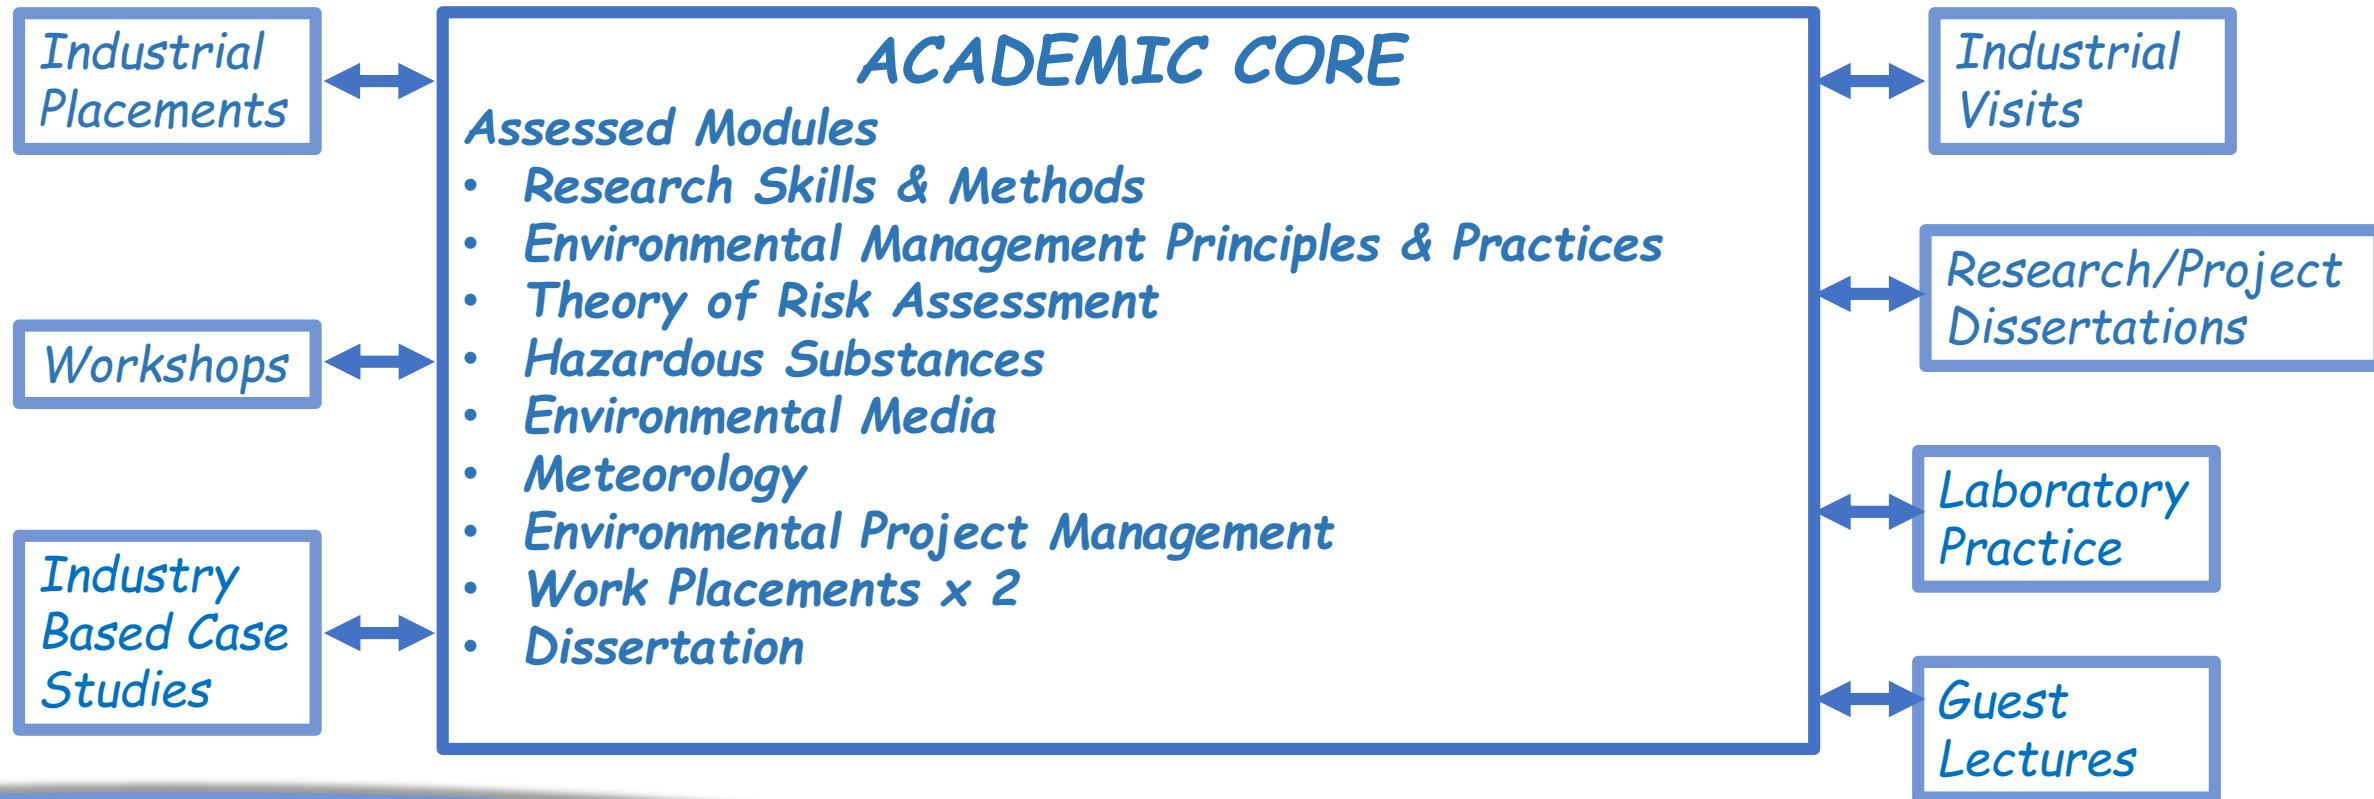 Industrial
Placements
Workshops
Industry
Based Case
Studies
ACADEMIC CORE
Assessed Modules
• Research Skills & Methods
• Environmental Management Principles & Practices
• Theory of Risk Assessment
• Hazardous Substances
• Environmental Media
• Meteorology
• Environmental Project Management
• Work Placements x 2
• Dissertation
Industrial
Visits
Research/Project
Dissertations
Laboratory
Practice
Guest
Lectures